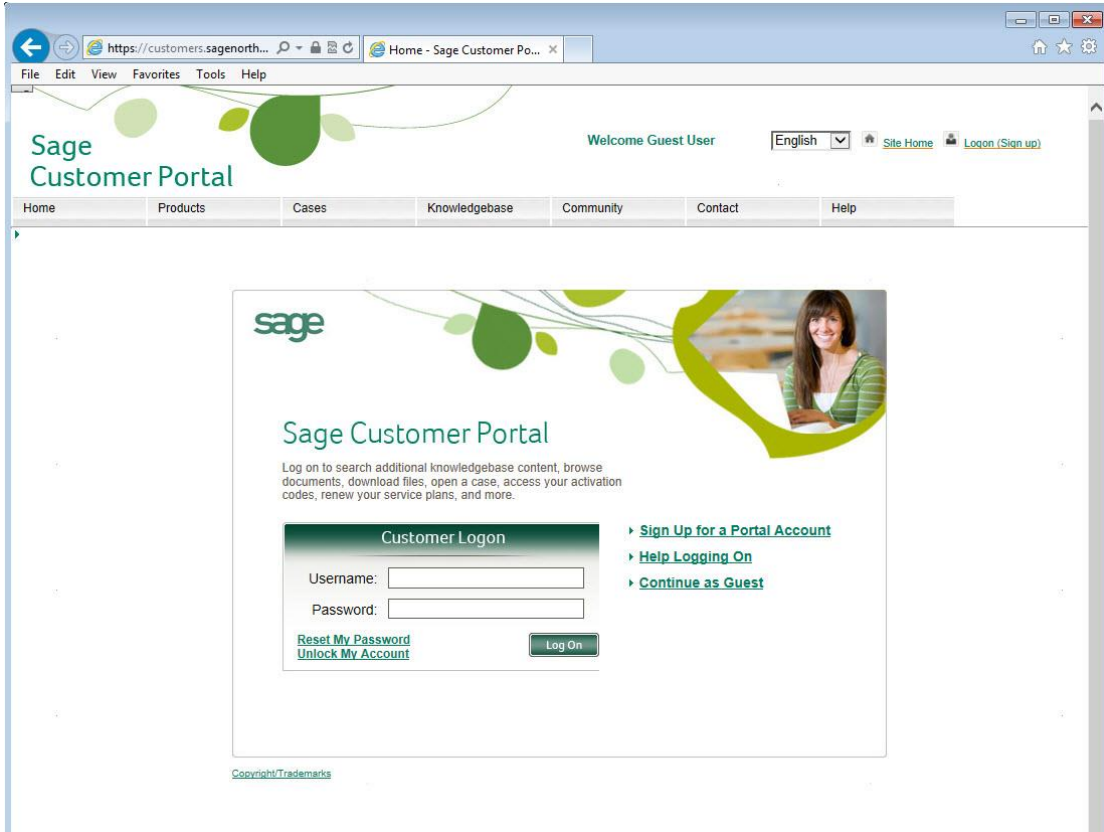 https://customers.sagenorth... Home - Sage Customer Po...
File Edit View Favorites Tools Help
Sage
Customer Portal
Welcome Guest User English Site Home Logon (Sign up)
Home Products Cases Knowledgebase Community Contact Help
sage
Sage Customer Portal
Log on to search additional knowledgebase content, browse
documents, download files, open a case, access your activation
codes, renew your service plans, and more.
Customer Logon
Username:
Password:
Reset My Password
Unlock My Account
Log On
Sign Up for a Portal Account
Help Logging On
Continue as Guest
Copyright/Trademarks